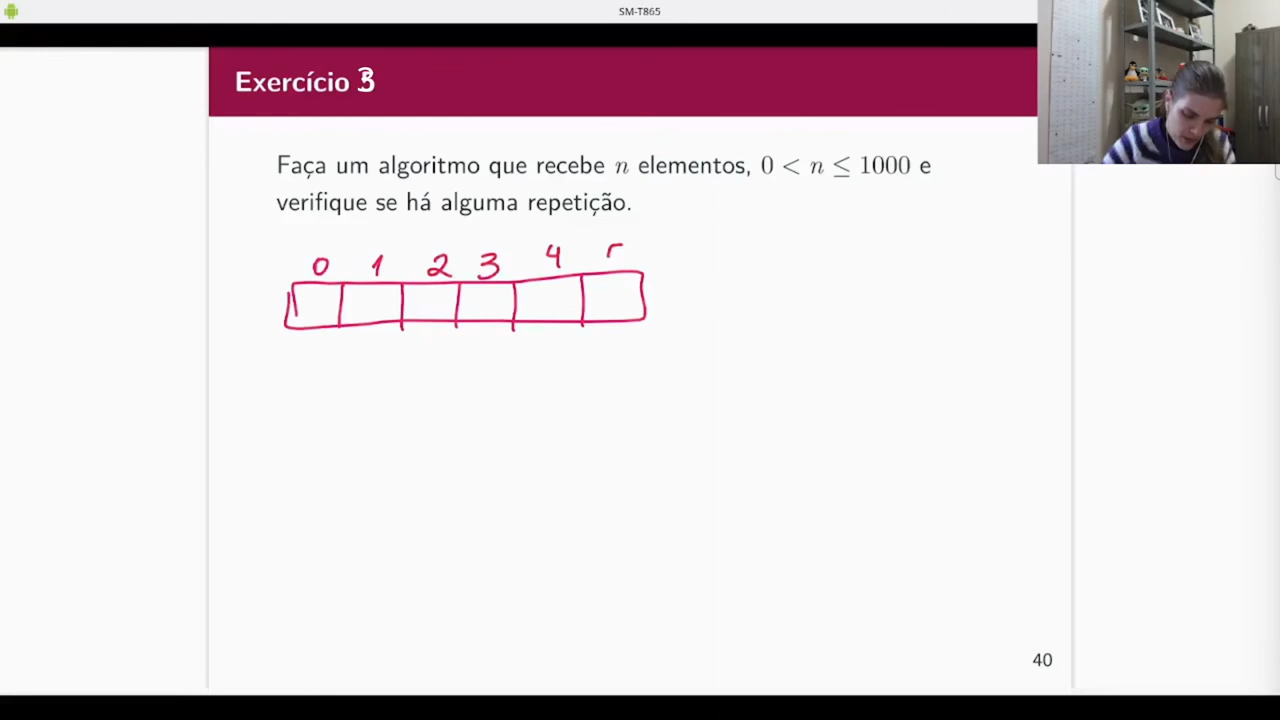 SM-T865
Exercício 3
Faça um algoritmo que recebe n elementos, 0 < n ≤ 1000 e
verifique se há alguma repetição.
0 1 2 3 4
40